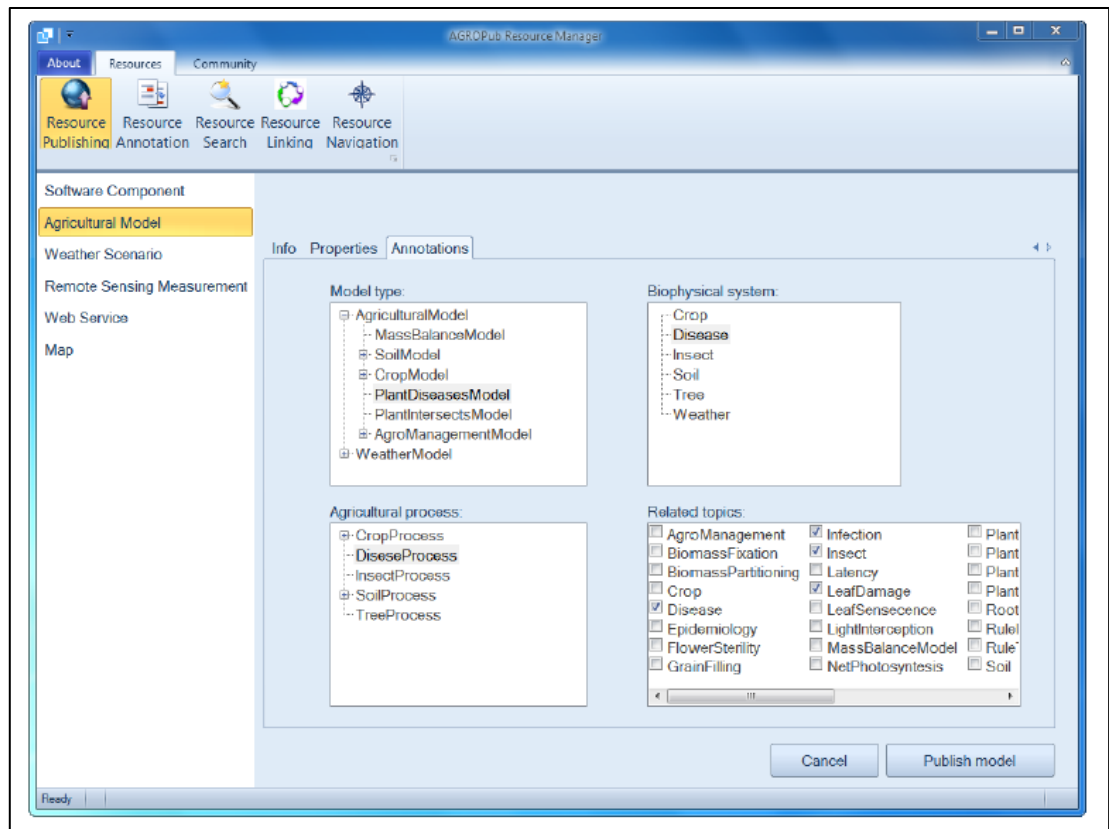 AGROPub Resource Manager
About Resources Community
Resource Resource Resource Resource Resource
Publishing Annotation Search Linking Navigation
Software Component
Agricultural Model
Weather Scenario
Remote Sensing Measurement
Web Service
Map
Info Properties Annotations
Model type:
AgriculturalModel
MassBalanceModel
SoilModel
CropModel
PlantDiseasesModel
PlantIntersectsModel
AgroManagementModel
WeatherModel
Biophysical system:
Crop
Disease
Insect
Soil
Tree
Weather
Agricultural process:
CropProcess
DiseseProcess
InsectProcess
SoilProcess
TreeProcess
Related topics:
AgroManagement Infection Plant
BiomassFixation Insect Plant
BiomassPartitioning Latency Plant
Crop LeafDamage Plant
Disease LeafSensecence Root
Epidemiology LightInterception Rulel
FlowerSterility MassBalanceModel Rule
GrainFilling NetPhotosyntesis Soil
Cancel Publish model
Ready